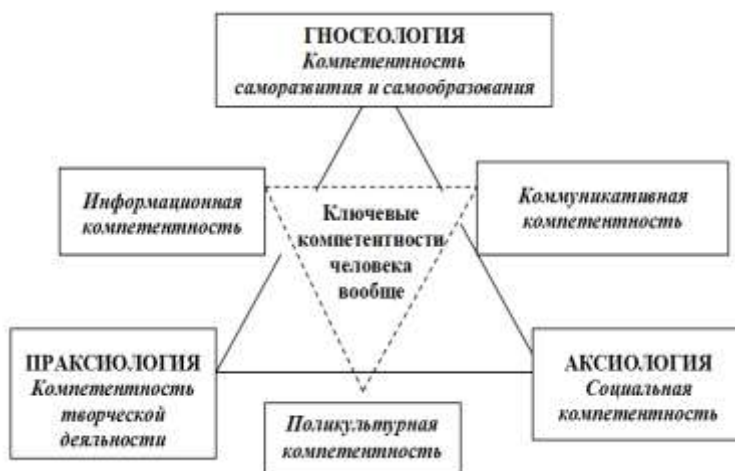 ГНОСЕОЛОГИЯ
Компетентность
саморазвития и самообразования
Информационная
компетентность
Коммуникативная
компетентность
Ключевые
компетентности
человека
вообще
ПРАКСИОЛОГИЯ
Компетентность
творческой
деяльности
АКСИОЛОГИЯ
Социальная
компетентность
Поликультурная
компетентность